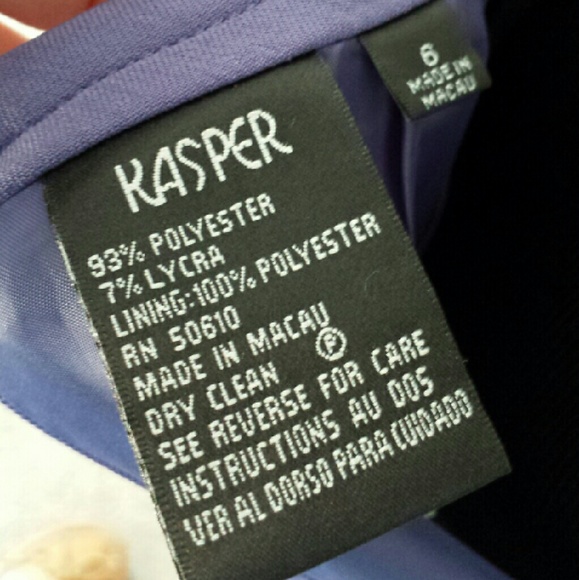 KASPER
93% POLYESTER
7% LYCRA
LINING:100% POLYESTER
RN 50610
MADE IN MACAU
DRY CLEAN Ⓟ
SEE REVERSE FOR CARE
INSTRUCTIONS AU DOS
VER AL DORSO PARA CUIDADO
6
MADE IN
MACAU